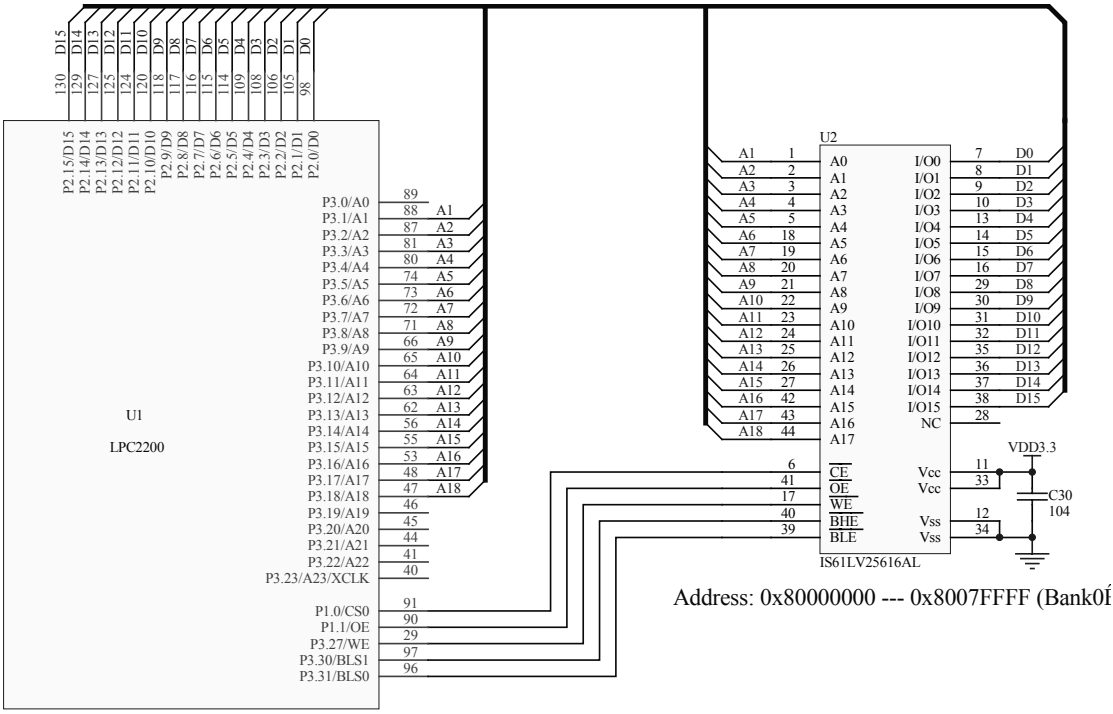 D15
D14
D13
D12
D11
D10
D9
D8
D7
D6
D5
D4
D3
D2
D1
D0
130
129
127
125
124
120
118
117
116
115
114
109
108
106
105
98
P2.15/D15
P2.14/D14
P2.13/D13
P2.12/D12
P2.11/D11
P2.10/D10
P2.9/D9
P2.8/D8
P2.7/D7
P2.6/D6
P2.5/D5
P2.4/D4
P2.3/D3
P2.2/D2
P2.1/D1
P2.0/D0
U1
LPC2200
P3.0/A0 89
P3.1/A1 88 A1
P3.2/A2 87 A2
P3.3/A3 81 A3
P3.4/A4 80 A4
P3.5/A5 74 A5
P3.6/A6 73 A6
P3.7/A7 72 A7
P3.8/A8 71 A8
P3.9/A9 66 A9
P3.10/A10 65 A10
P3.11/A11 64 A11
P3.12/A12 63 A12
P3.13/A13 62 A13
P3.14/A14 56 A14
P3.15/A15 55 A15
P3.16/A16 53 A16
P3.17/A17 48 A17
P3.18/A18 47 A18
P3.19/A19 46
P3.20/A20 45
P3.21/A21 44
P3.22/A22 41
P3.23/A23/XCLK 40
P1.0/CS0 91
P1.1/OE 90
P3.27/WE 29
P3.30/BLS1 97
P3.31/BLS0 96
U2
A1 1 A0 I/O0 7 D0
A2 2 A1 I/O1 8 D1
A3 3 A2 I/O2 9 D2
A4 4 A3 I/O3 10 D3
A5 5 A4 I/O4 13 D4
A6 18 A5 I/O5 14 D5
A7 19 A6 I/O6 15 D6
A8 20 A7 I/O7 16 D7
A9 21 A8 I/O8 29 D8
A10 22 A9 I/O9 30 D9
A11 23 A10 I/O10 31 D10
A12 24 A11 I/O11 32 D11
A13 25 A12 I/O12 35 D12
A14 26 A13 I/O13 36 D13
A15 27 A14 I/O14 37 D14
A16 42 A15 I/O15 38 D15
A17 43 A16 NC 28
A18 44 A17
VDD3.3
6 CE Vcc 11
41 OE Vcc 33
17 WE
40 BHE Vss 12
39 BLE Vss 34
C30
104
IS61LV25616AL
Address: 0x80000000 --- 0x8007FFFF (Bank0